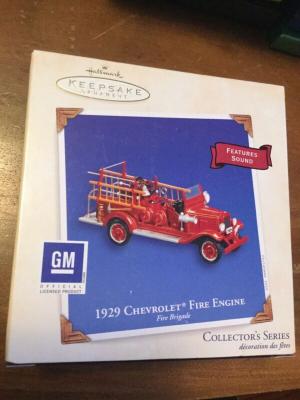 Hallmark
KEEPSAKE
ORNAMENT
FEATURES
SOUND
GM
OFFICIAL
LICENSED PRODUCT
1929 CHEVROLET® FIRE ENGINE
Fire Brigade
COLLECTOR'S SERIES
décoration des fêtes